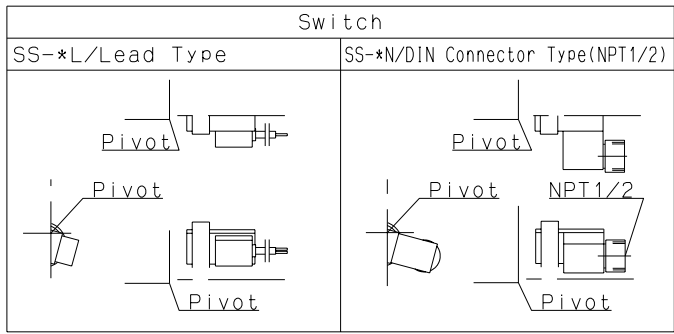 Switch
SS-*L/Lead Type
SS-*N/DIN Connector Type(NPT1/2)
Pivot
Pivot
Pivot
Pivot
NPT1/2
Pivot
Pivot